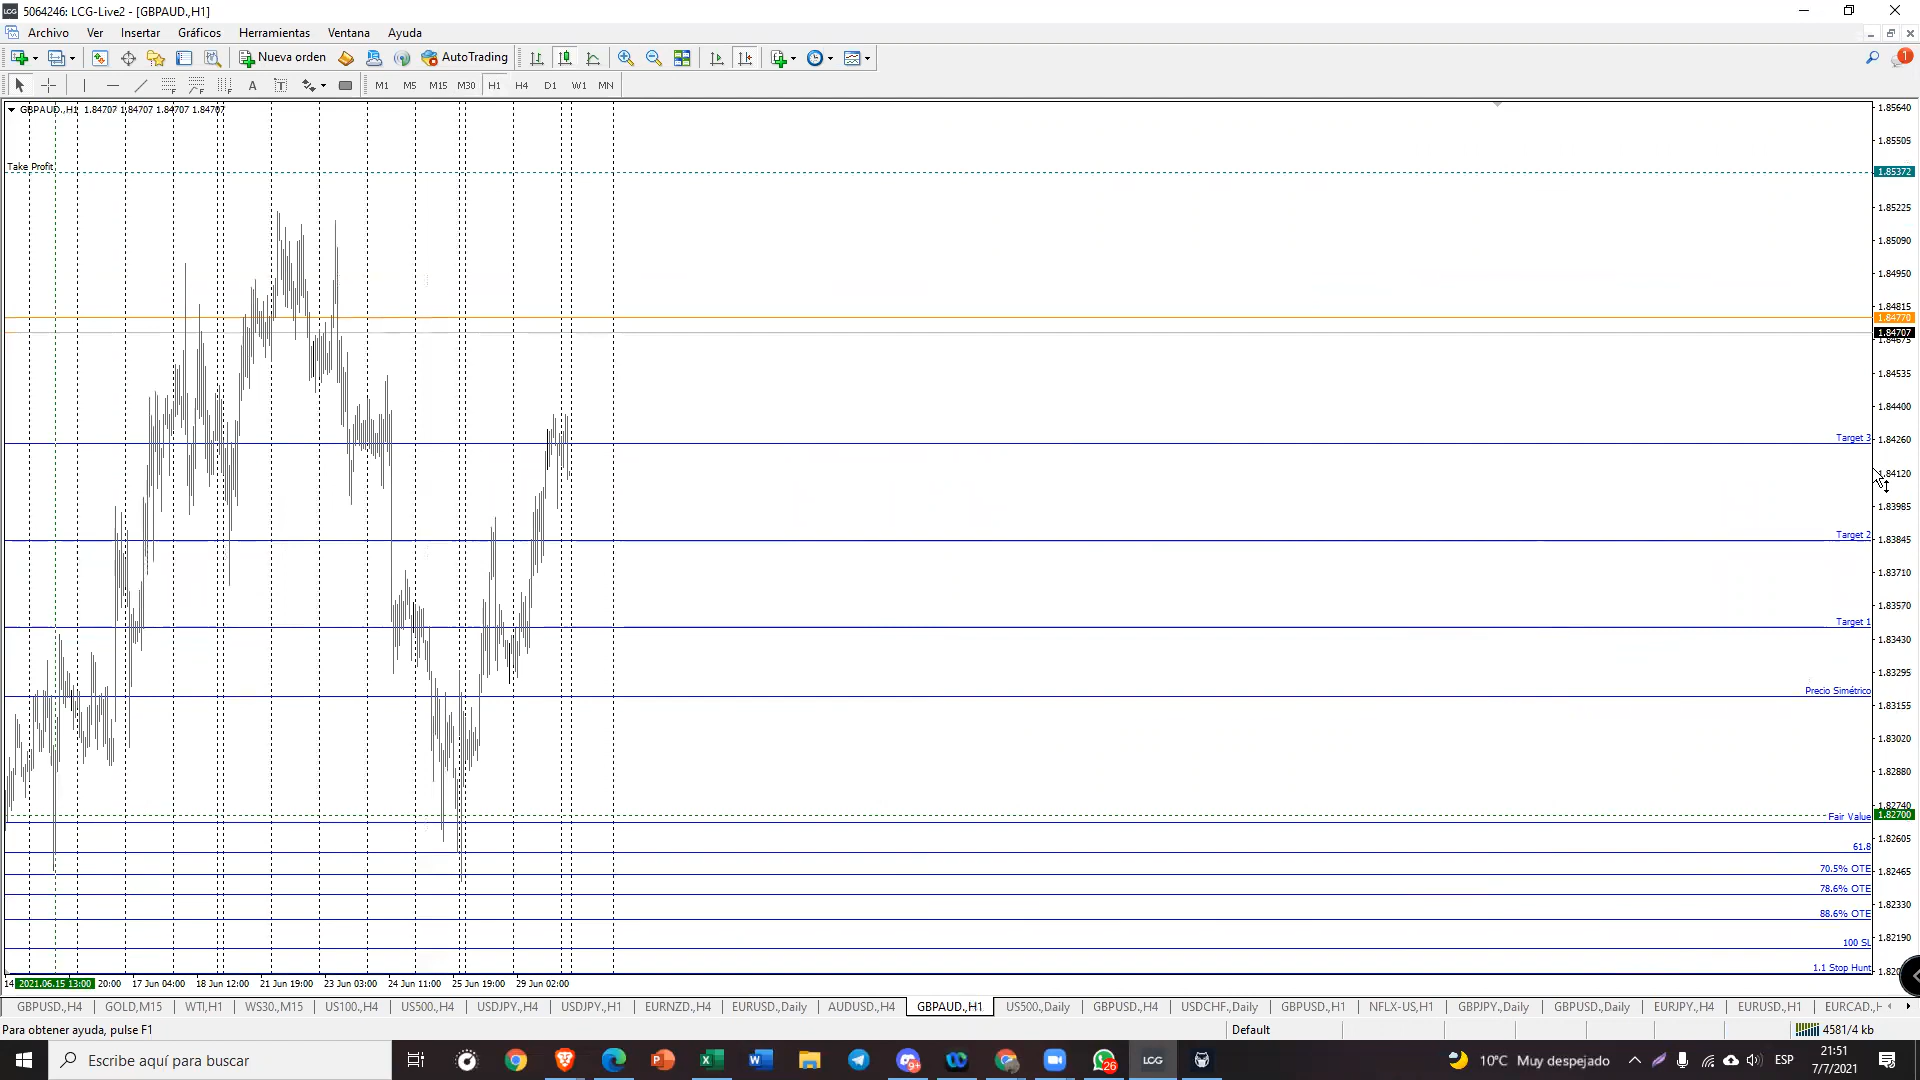 5064246: LCG-Live2 - [GBPAUD.,H1]
Archivo Ver Insertar Gráficos Herramientas Ventana Ayuda
Nueva orden AutoTrading
1
A T M1 M5 M15 M30 H1 H4 D1 W1 MN
GBPAUD.,H1 1.84707 1.84707 1.84707 1.84707
1.85640
1.85505
Take Profit
1.85372
1.85225
1.85090
1.84950
1.84815
1.84770
1.84707
1.84675
1.84535
1.84400
Target 3
1.84260
1.84120
1.83985
Target 2
1.83845
1.83710
1.83570
Target 1
1.83430
1.83295
Precio Simétrico
1.83155
1.83020
1.82880
1.82740
Fair Value
1.82700
1.82605
61.8
70.5% OTE
1.82465
78.6% OTE
1.82330
88.6% OTE
1.82190
100 SL
1.1 Stop Hunt
14 2021.06.15 13:00 20:00 17 Jun 04:00 18 Jun 12:00 21 Jun 19:00 23 Jun 03:00 24 Jun 11:00 25 Jun 19:00 29 Jun 02:00
GBPUSD.,H4 GOLD,M15 WTI,H1 WS30.,M15 US100.,H4 US500.,H4 USDJPY.,H4 USDJPY.,H1 EURNZD.,H4 EURUSD.,Daily AUDUSD.,H4 GBPAUD.,H1 US500.,Daily GBPUSD.,H4 USDCHF.,Daily GBPUSD.,H1 NFLX-US,H1 GBPJPY.,Daily GBPUSD.,Daily EURJPY.,H4 EURUSD.,H1 EURCAD.,H
Para obtener ayuda, pulse F1 Default 4581/4 kb
Escribe aquí para buscar 9+ 26 LCG 10°C Muy despejado ESP 21:51
7/7/2021